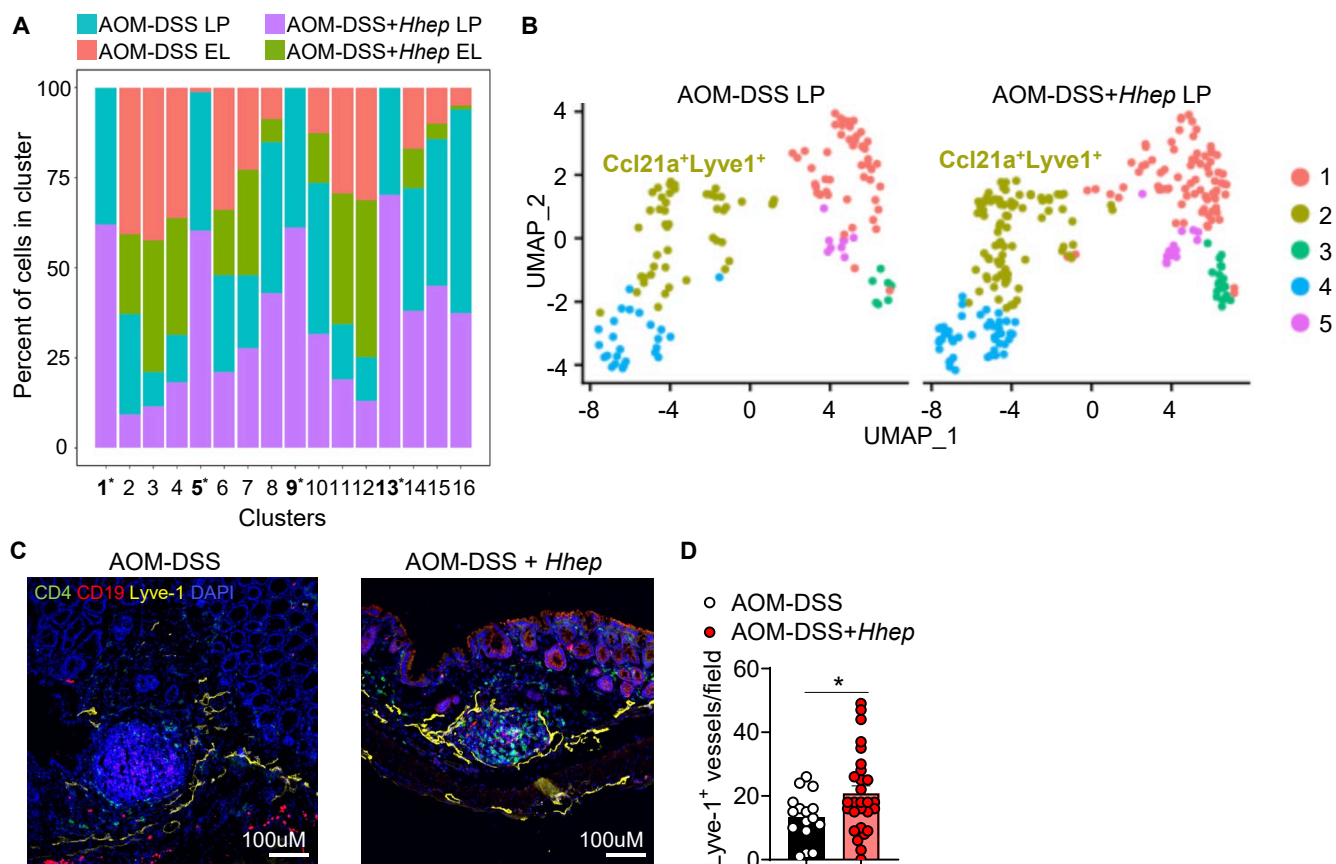 A
AOM-DSS LP
AOM-DSS+Hhep LP
AOM-DSS EL
AOM-DSS+Hhep EL
Percent of cells in cluster
100
75
50
25
0
1* 2 3 4 5* 6 7 8 9* 10 11 12 13* 14 15 16
Clusters
B
AOM-DSS LP
AOM-DSS+Hhep LP
Ccl21a+Lyve1+
Ccl21a+Lyve1+
UMAP_2
4
2
0
-2
-4
-8 -4 0 4
-8 -4 0 4
UMAP_1
1
2
3
4
5
C
AOM-DSS
AOM-DSS + Hhep
CD4 CD19 Lyve-1 DAPI
100uM
100uM
D
AOM-DSS
AOM-DSS+Hhep
yve-1+ vessels/field
60
40
20
0
*